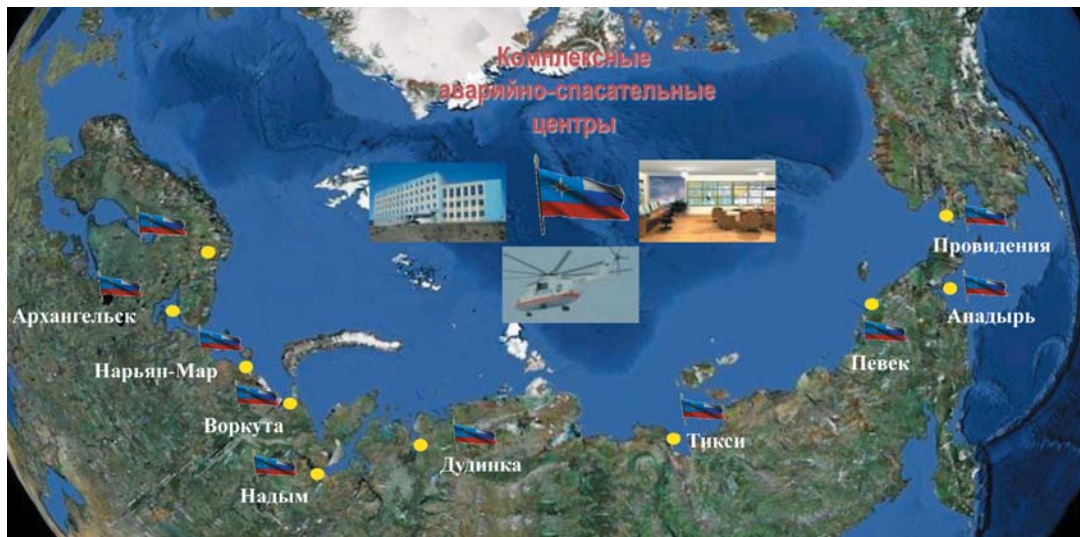 Комплексные
аварийно-спасательные
центры
Провидения
Анадырь
Архангельск
Певек
Нарьян-Мар
Воркута
Тикси
Дудинка
Надым